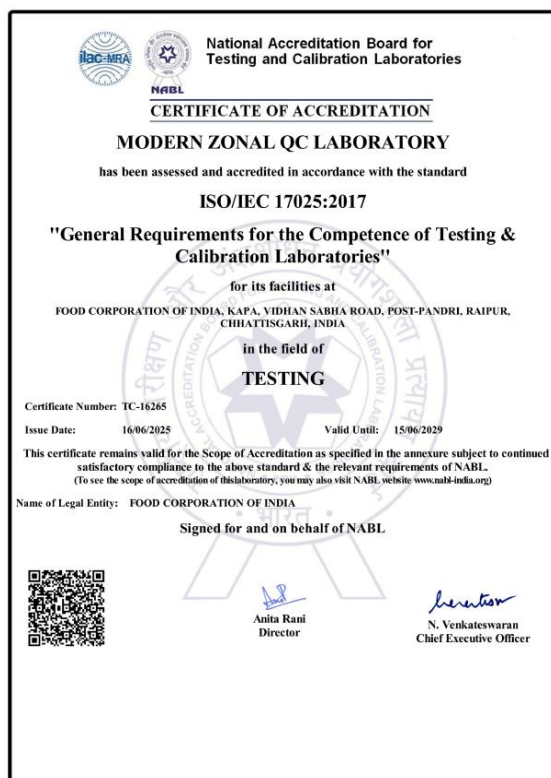 ilac-MRA
NABL
National Accreditation Board for
Testing and Calibration Laboratories
CERTIFICATE OF ACCREDITATION
MODERN ZONAL QC LABORATORY
has been assessed and accredited in accordance with the standard
ISO/IEC 17025:2017
"General Requirements for the Competence of Testing &
Calibration Laboratories"
for its facilities at
FOOD CORPORATION OF INDIA, KAPA, VIDHAN SABHA ROAD, POST-PANDRI, RAIPUR,
CHHATTISGARH, INDIA
in the field of
TESTING
Certificate Number: TC-16265
Issue Date: 16/06/2025 Valid Until: 15/06/2029
This certificate remains valid for the Scope of Accreditation as specified in the annexure subject to continued
satisfactory compliance to the above standard & the relevant requirements of NABL.
(To see the scope of accreditation of thislaboratory, you may also visit NABL website www.nabl-india.org)
Name of Legal Entity: FOOD CORPORATION OF INDIA
Signed for and on behalf of NABL
भारत
Anita Rani
Director
N. Venkateswaran
Chief Executive Officer